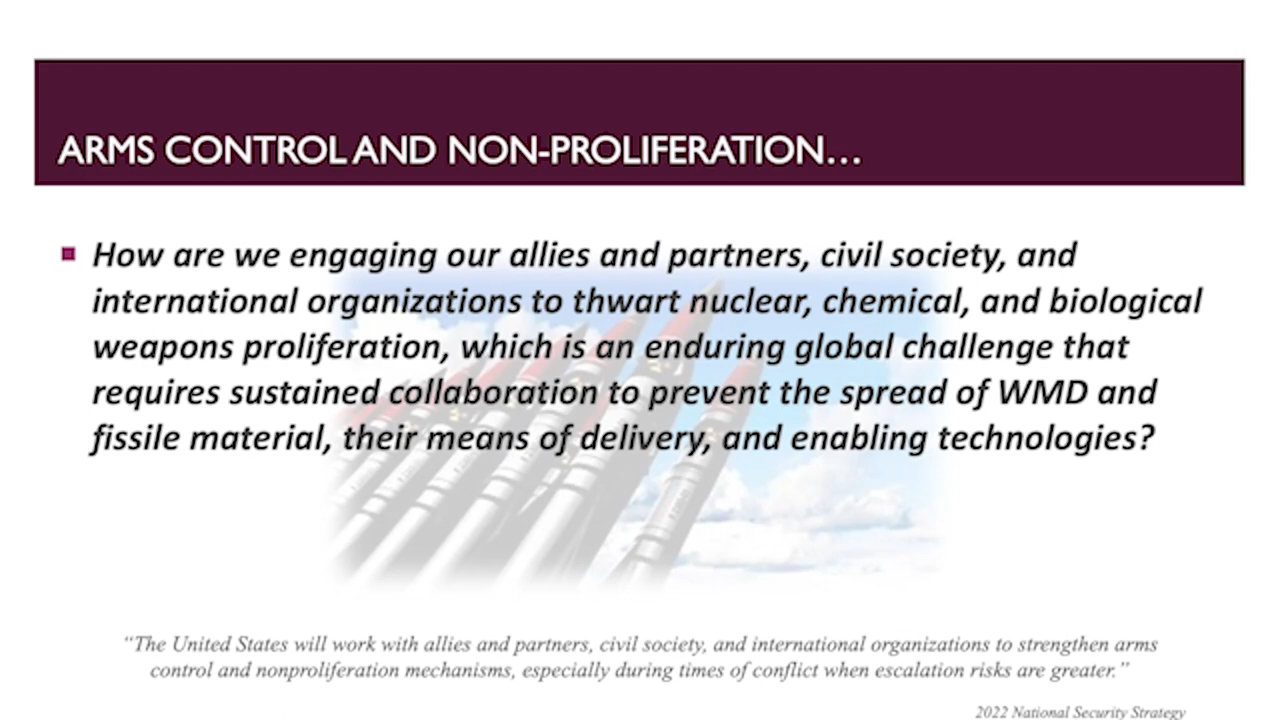 ARMS CONTROL AND NON-PROLIFERATION…
How are we engaging our allies and partners, civil society, and
international organizations to thwart nuclear, chemical, and biological
weapons proliferation, which is an enduring global challenge that
requires sustained collaboration to prevent the spread of WMD and
fissile material, their means of delivery, and enabling technologies?
“The United States will work with allies and partners, civil society, and international organizations to strengthen arms
control and nonproliferation mechanisms, especially during times of conflict when escalation risks are greater.”
2022 National Security Strategy